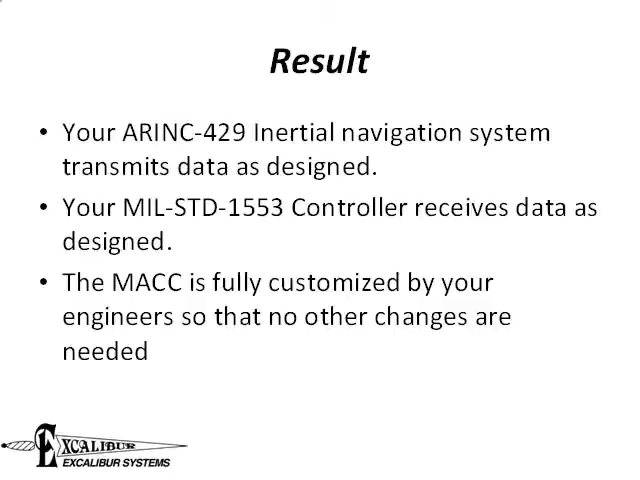 Result
• Your ARINC-429 Inertial navigation system
transmits data as designed.
• Your MIL-STD-1553 Controller receives data as
designed.
• The MACC is fully customized by your
engineers so that no other changes are
needed
EXCALIBUR
EXCALIBUR SYSTEMS